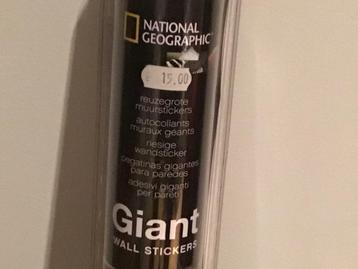 NATIONAL
GEOGRAPHIC
€ 15.00
reuzegrote
muurstickers
autocollants
muraux géants
riesige
wandsticker
pegatinas gigantes
para paredes
adesivi giganti
per pareti
Giant
WALL STICKERS